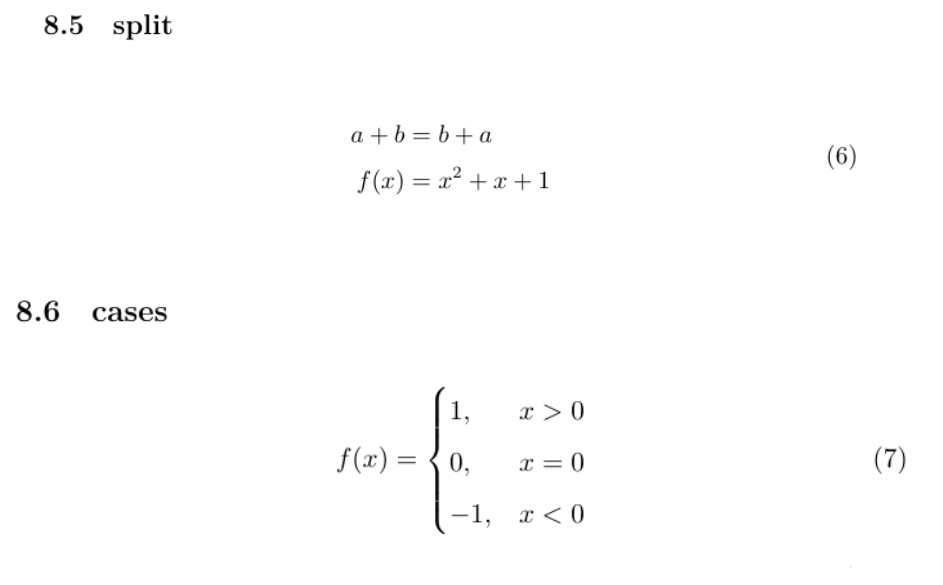 8.5 split
a + b = b + a
f(x) = x² + x + 1
(6)
8.6 cases
1, x > 0
f(x) = { 0, x = 0 (7)
−1, x < 0